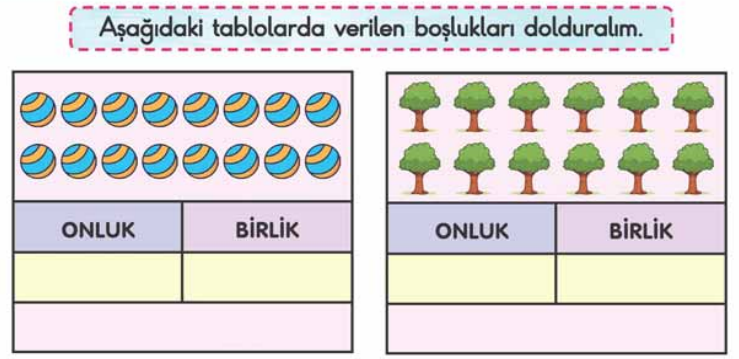 Aşağıdaki tablolarda verilen boşlukları dolduralım.
ONLUK BİRLİK
ONLUK BİRLİK